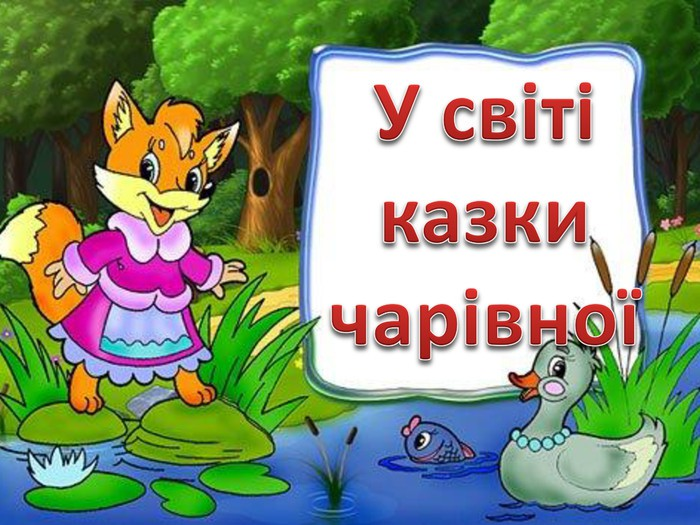 У світі
казки
чарівної